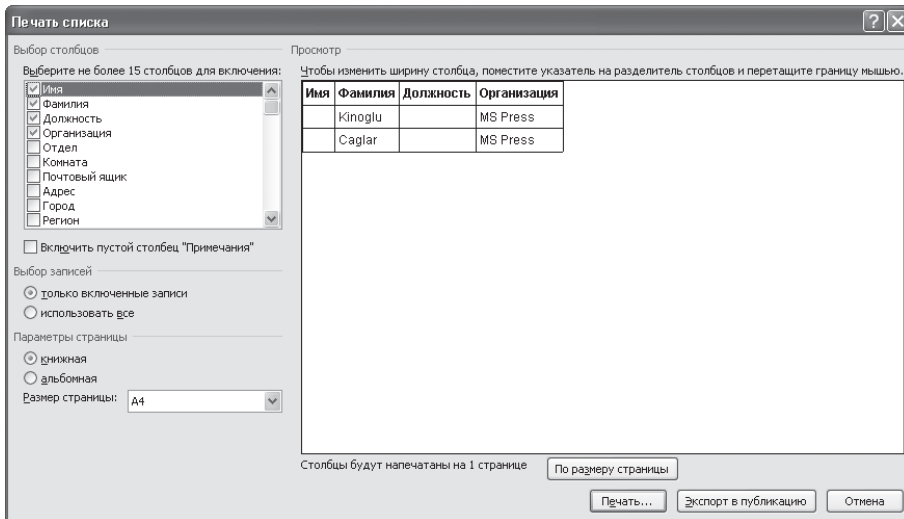 Печать списка
Выбор столбцов
Выберите не более 15 столбцов для включения:
Имя
Фамилия
Должность
Организация
Отдел
Комната
Почтовый ящик
Адрес
Город
Регион
Включить пустой столбец "Примечания"
Выбор записей
только включенные записи
использовать все
Параметры страницы
книжная
альбомная
Размер страницы: A4
Просмотр
Чтобы изменить ширину столбца, поместите указатель на разделитель столбцов и перетащите границу мышью.
Имя Фамилия Должность Организация
Kinoglu MS Press
Caglar MS Press
Столбцы будут напечатаны на 1 странице
По размеру страницы
Печать... Экспорт в публикацию Отмена